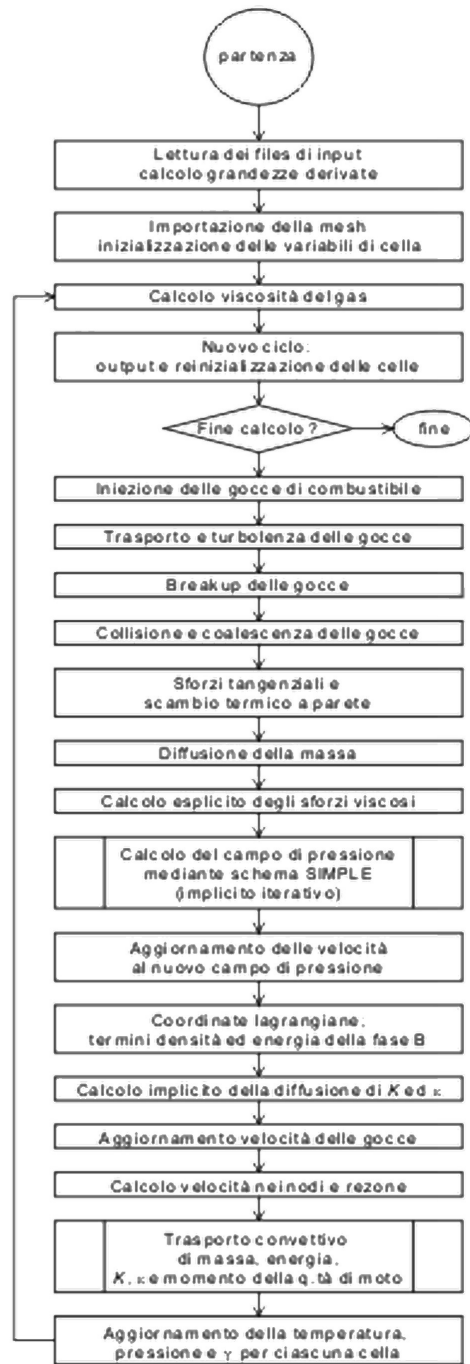 partenza
Lettura dei files di input
calcolo grandezze derivate
Importazione della mesh
inizializzazione delle variabili di cella
Calcolo viscosità del gas
Nuovo ciclo:
output e reinizializzazione delle celle
Fine calcolo ?
fine
Iniezione delle gocce di combustibile
Trasporto e turbolenza delle gocce
Breakup delle gocce
Collisione e coalescenza delle gocce
Sforzi tangenziali e
scambio termico a parete
Diffusione della massa
Calcolo esplicito degli sforzi viscosi
Calcolo del campo di pressione
mediante schema SIMPLE
(implicito iterativo)
Aggiornamento delle velocità
al nuovo campo di pressione
Coordinate lagrangiane,
termini densità ed energia della fase B
Calcolo implicito della diffusione di K ed κ
Aggiornamento velocità delle gocce
Calcolo velocità nei nodi e rezone
Trasporto convettivo
di massa, energia,
K, κ e momento della q.tà di moto
Aggiornamento della temperatura,
pressione e γ per ciascuna cella